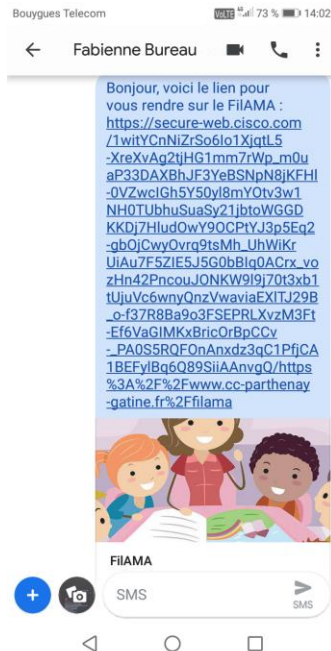 Bouygues Telecom 73 % 14:02
Fabienne Bureau
Bonjour, voici le lien pour
vous rendre sur le FilAMA :
https://secure-web.cisco.com
/1witYCnNiZrSo6lo1XjqtL5
-XreXvAg2tjHG1mm7rWp_m0u
aP33DAXBhJF3YeBSNpN8jKFHl
-0VZwcIGh5Y50yl8mYOtv3w1
NH0TUbhuSuaSy21jbtoWGGD
KKDj7HludOwY9OCPtYJ3p5Eq2
-gbOjCwyOvrq9tsMh_UhWiKr
UiAu7F5ZIE5J5G0bBIq0ACrx_vo
zHn42PncouJONKW9l9j70t3xb1
tUjuVc6wnyQnzVwaviaEXlTJ29B
_o-f37R8Ba9o3FSEPRLXvzM3Ft
-Ef6VaGIMKxBricOrBpCCv
-_PA0S5RQFOnAnxdz3qC1PfjCA
1BEFylBq6Q89SiiAAnvgQ/https
%3A%2F%2Fwww.cc-parthenay
-gatine.fr%2Ffilama
FilAMA
SMS
SMS